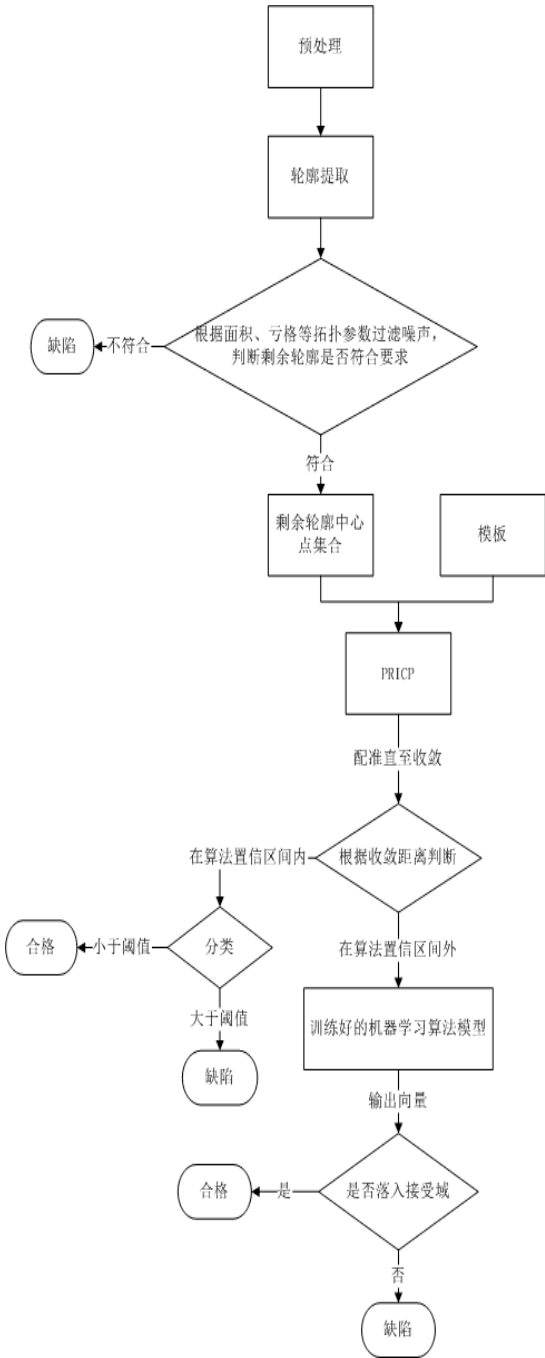 预处理
轮廓提取
根据面积、亏格等拓扑参数过滤噪声，
判断剩余轮廓是否符合要求
不符合
缺陷
符合
剩余轮廓中心
点集合
模板
PRICP
配准直至收敛
根据收敛距离判断
在算法置信区间内
分类
小于阈值
合格
大于阈值
缺陷
在算法置信区间外
训练好的机器学习算法模型
输出向量
是否落入接受域
是
合格
否
缺陷